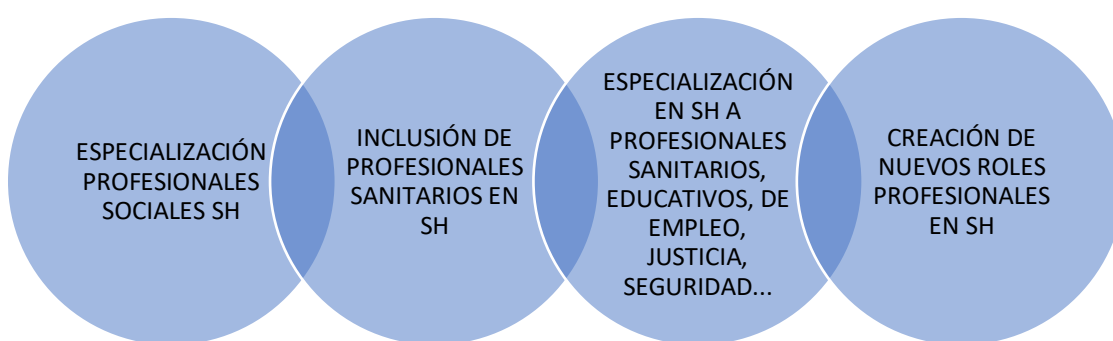 ESPECIALIZACIÓN
PROFESIONALES
SOCIALES SH
INCLUSIÓN DE
PROFESIONALES
SANITARIOS EN
SH
ESPECIALIZACIÓN
EN SH A
PROFESIONALES
SANITARIOS,
EDUCATIVOS, DE
EMPLEO,
JUSTICIA,
SEGURIDAD...
CREACIÓN DE
NUEVOS ROLES
PROFESIONALES
EN SH